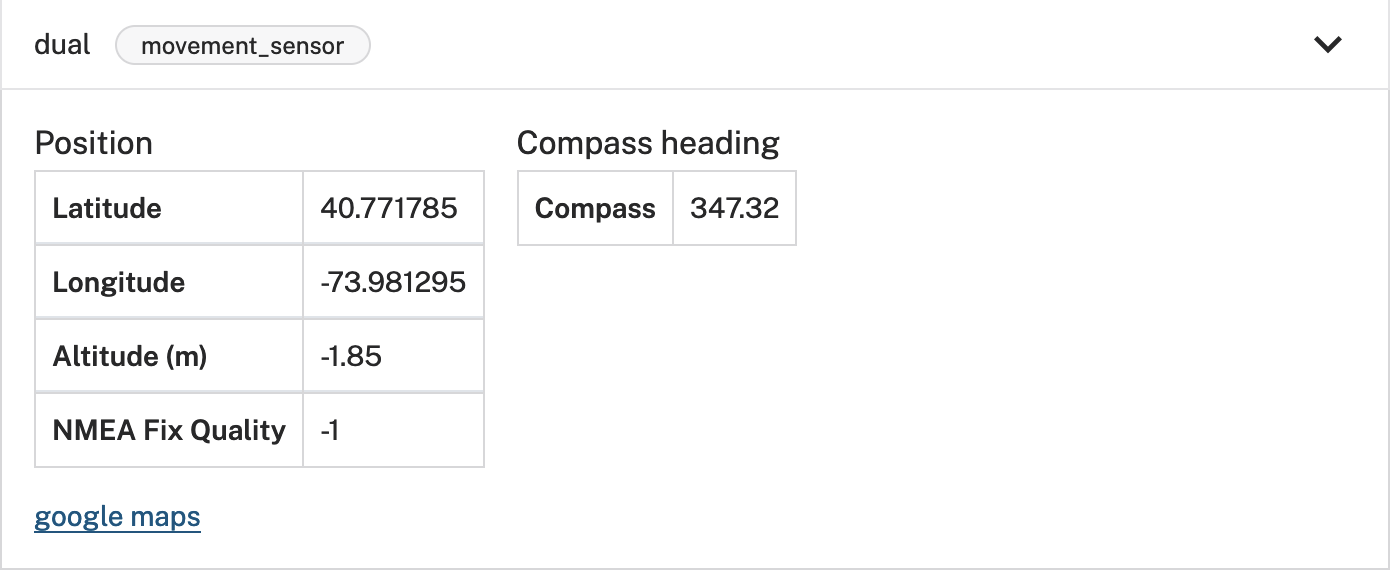 dual movement_sensor
Position
Latitude 40.771785
Longitude -73.981295
Altitude (m) -1.85
NMEA Fix Quality -1
google maps
Compass heading
Compass 347.32